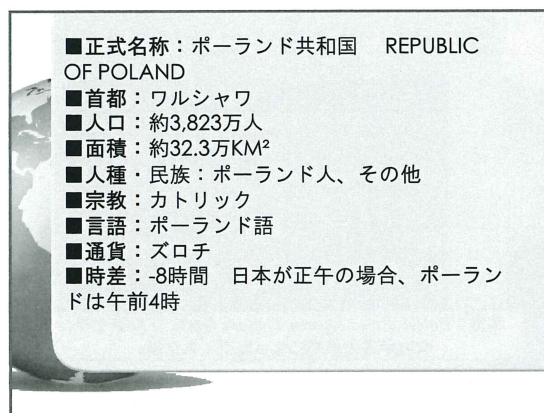 ■正式名称：ポーランド共和国　REPUBLIC
OF POLAND
■首都：ワルシャワ
■人口：約3,823万人
■面積：約32.3万KM²
■人種・民族：ポーランド人、その他
■宗教：カトリック
■言語：ポーランド語
■通貨：ズロチ
■時差：-8時間　日本が正午の場合、ポーラン
ドは午前4時